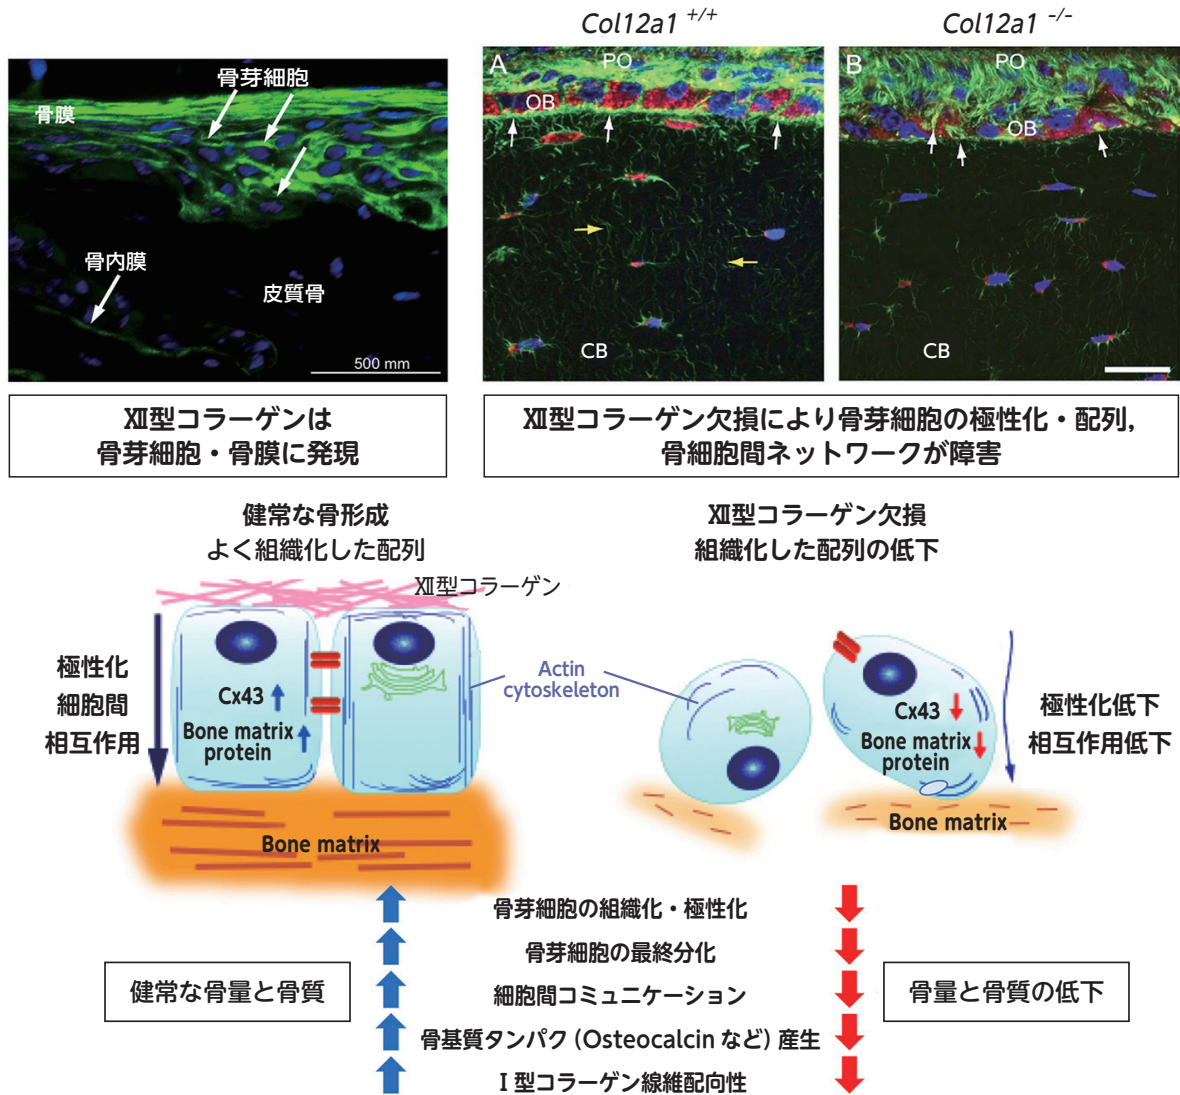 Col12a1 +/+
Col12a1 -/-
骨芽細胞
骨膜
骨内膜
皮質骨
500 mm
A
PO
OB
CB
B
PO
OB
CB
XII型コラーゲンは
骨芽細胞・骨膜に発現
XII型コラーゲン欠損により骨芽細胞の極性化・配列,
骨細胞間ネットワークが障害
健常な骨形成
よく組織化した配列
XII型コラーゲン欠損
組織化した配列の低下
XII型コラーゲン
極性化
細胞間
相互作用
Cx43
Bone matrix
protein
Actin
cytoskeleton
Cx43
Bone matrix
protein
極性化低下
相互作用低下
Bone matrix
Bone matrix
骨芽細胞の組織化・極性化
骨芽細胞の最終分化
細胞間コミュニケーション
骨基質タンパク (Osteocalcin など) 産生
I 型コラーゲン線維配向性
健常な骨量と骨質
骨量と骨質の低下